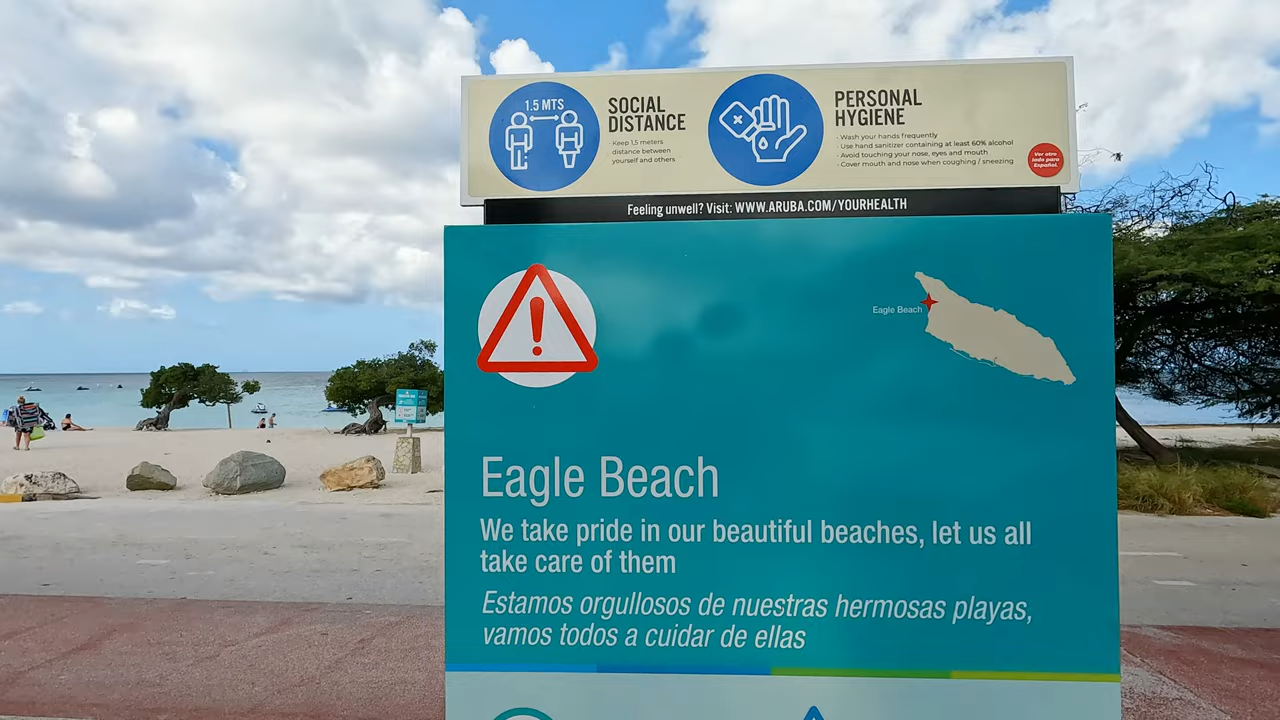 1.5 MTS
SOCIAL
DISTANCE
- Keep 1,5 meters
distance between
yourself and others
PERSONAL
HYGIENE
- Wash your hands frequently
- Use hand sanitizer containing at least 60% alcohol
- Avoid touching your nose, eyes and mouth
- Cover mouth and nose when coughing / sneezing
Ver otro
lado para
Español.
Feeling unwell? Visit: WWW.ARUBA.COM/YOURHEALTH
Eagle Beach
Eagle Beach
We take pride in our beautiful beaches, let us all
take care of them
Estamos orgullosos de nuestras hermosas playas,
vamos todos a cuidar de ellas